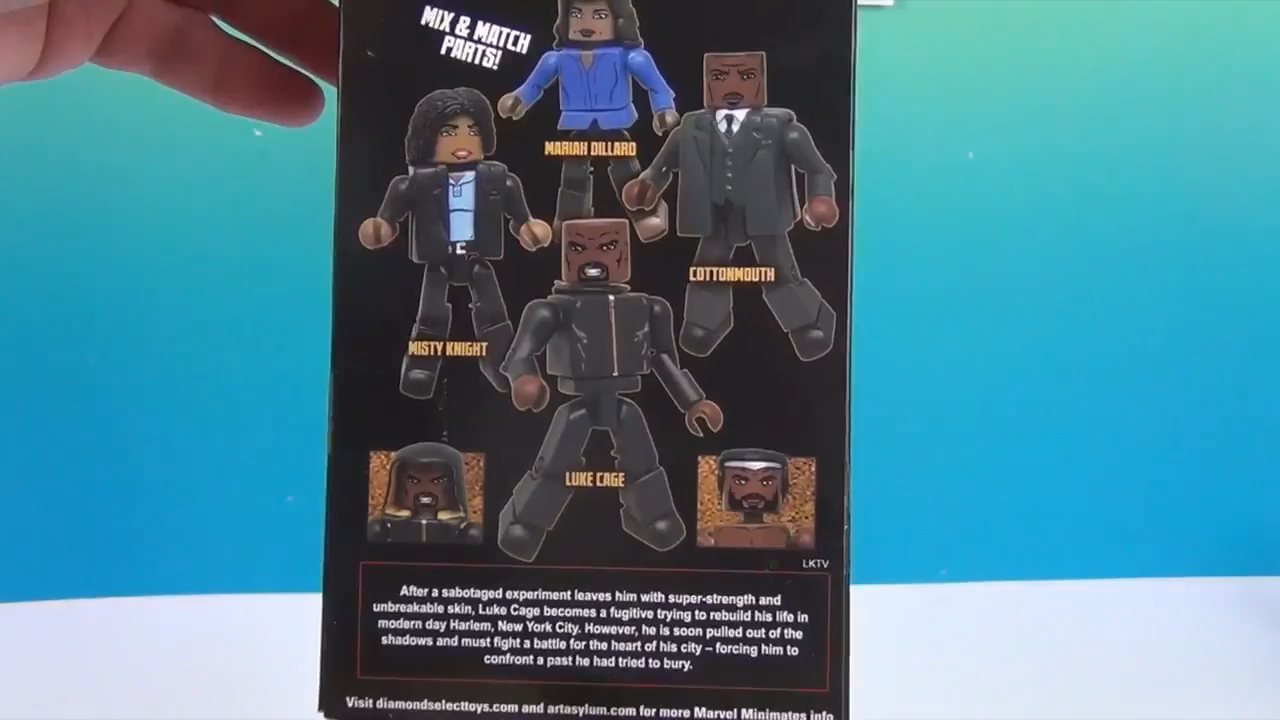 MIX & MATCH
PARTS!
MARIAH DILLARD
COTTONMOUTH
MISTY KNIGHT
LUKE CAGE
LKTV
After a sabotaged experiment leaves him with super-strength and
unbreakable skin, Luke Cage becomes a fugitive trying to rebuild his life in
modern day Harlem, New York City. However, he is soon pulled out of the
shadows and must fight a battle for the heart of his city – forcing him to
confront a past he had tried to bury.
Visit diamondselecttoys.com and artasylum.com for more Marvel Minimates info